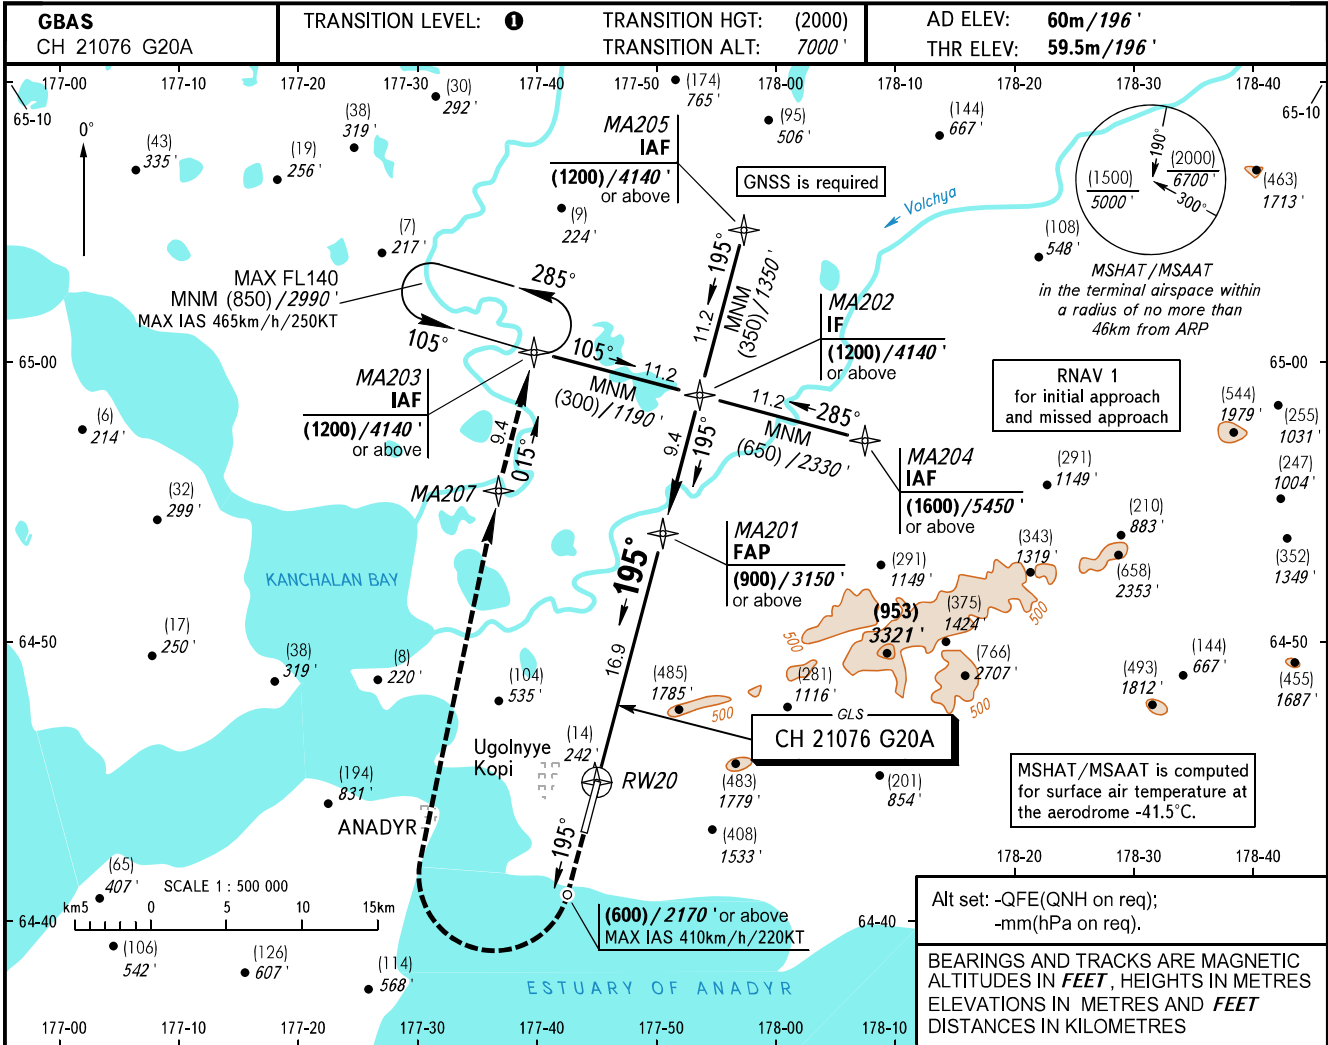 GBAS
CH 21076 G20A
TRANSITION LEVEL: ❶
TRANSITION HGT: (2000)
TRANSITION ALT: 7000 '
AD ELEV: 60m/196 '
THR ELEV: 59.5m/196 '
177-00 177-10 177-20 177-30 177-40 177-50 178-00 178-10 178-20 178-30 178-40
65-10
65-10
0°
(43)
335 '
(19)
256 '
(38)
319 '
(30)
292 '
(174)
765 '
(95)
506 '
(144)
667 '
(463)
1713 '
(7)
217 '
(9)
224 '
(108)
548 '
MA205
IAF
(1200)/4140 '
or above
GNSS is required
Volchya
190°
(2000)
6700 '
(1500)
5000 '
300°
MSHAT/MSAAT
in the terminal airspace within
a radius of no more than
46km from ARP
MAX FL140
MNM (850)/2990 '
MAX IAS 465km/h/250KT
285°
105°
195°
11.2
MNM
(350)/1350 '
MA202
IF
(1200)/4140 '
or above
105°
11.2
MNM
(300)/1190 '
11.2
285°
MNM
(650)/2330 '
65-00
65-00
MA203
IAF
(1200)/4140 '
or above
RNAV 1
for initial approach
and missed approach
(544)
1979 '
(255)
1031 '
(6)
214 '
9.4
015°
9.4
195°
MA204
IAF
(1600)/5450 '
or above
(291)
1149 '
(247)
1004 '
MA207
(32)
299 '
MA201
FAP
(900)/3150 '
or above
(210)
883 '
(343)
1319 '
(291)
1149 '
(658)
2353 '
(352)
1349 '
195°
KANCHALAN BAY
(953)
3321 '
(375)
1424 '
500
500
64-50
64-50
(17)
250 '
(38)
319 '
(8)
220 '
(104)
535 '
16.9
(485)
1785 '
500
(281)
1116 '
(766)
2707 '
500
(493)
1812 '
(144)
667 '
(455)
1687 '
GLS
CH 21076 G20A
Ugolnyye
Kopi
(14)
242 '
RW20
(483)
1779 '
(201)
854 '
MSHAT/MSAAT is computed
for surface air temperature at
the aerodrome -41.5°C.
(194)
831 '
ANADYR
(408)
1533 '
195°
178-20 178-30 178-40
(65)
407 '
SCALE 1 : 500 000
km5 0 5 10 15km
64-40
64-40
(600)/2170 ' or above
MAX IAS 410km/h/220KT
(106)
542 '
(126)
607 '
(114)
568 '
ESTUARY OF ANADYR
Alt set: -QFE(QNH on req);
-mm(hPa on req).
BEARINGS AND TRACKS ARE MAGNETIC
ALTITUDES IN FEET, HEIGHTS IN METRES
ELEVATIONS IN METRES AND FEET
DISTANCES IN KILOMETRES
177-00 177-10 177-20 177-30 177-40 177-50 178-00 178-10